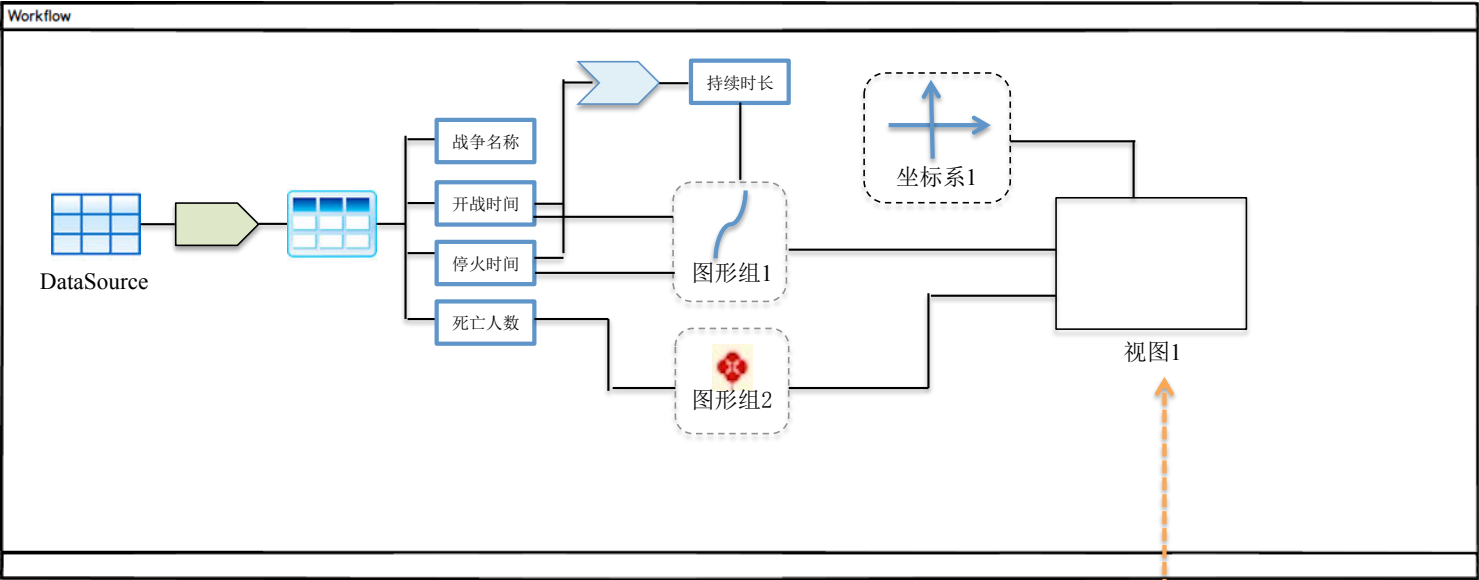 Workflow
持续时长
战争名称
坐标系1
开战时间
停火时间
图形组1
DataSource
死亡人数
视图1
图形组2